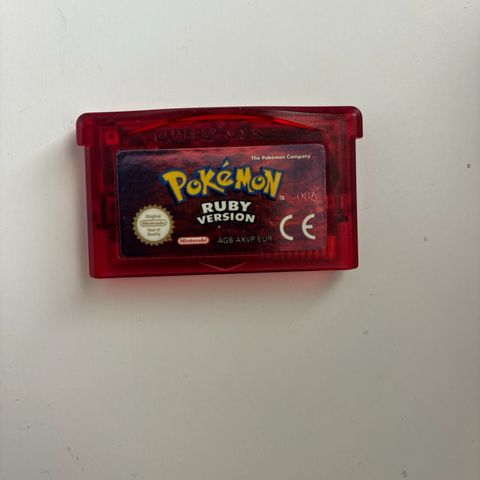 GAME BOY ADVANCE
The Pokémon Company
POKéMON
TM
RUBY
VERSION
Original
Nintendo
Seal of Quality
Nintendo
AGB-AXVP-EUR
CE